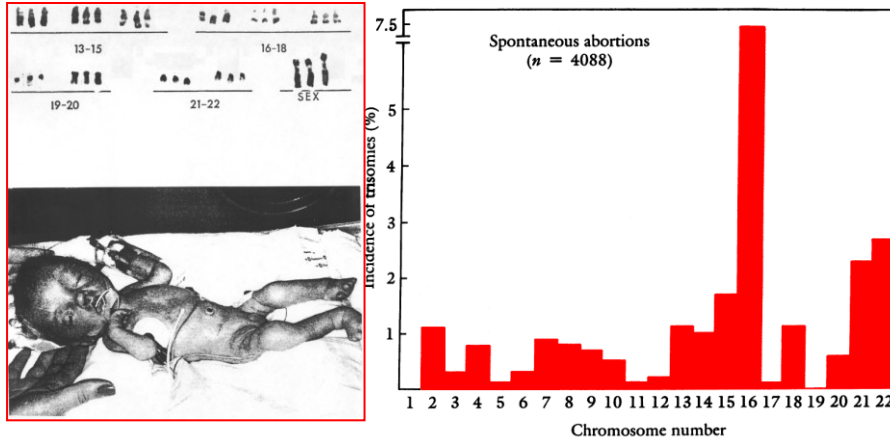 13-15
16-18
19-20
21-22
SEX
Incidence of trisomies (%)
7.5
5
4
3
2
1
Spontaneous abortions
(n = 4088)
1 2 3 4 5 6 7 8 9 10 11 12 13 14 15 16 17 18 19 20 21 22
Chromosome number